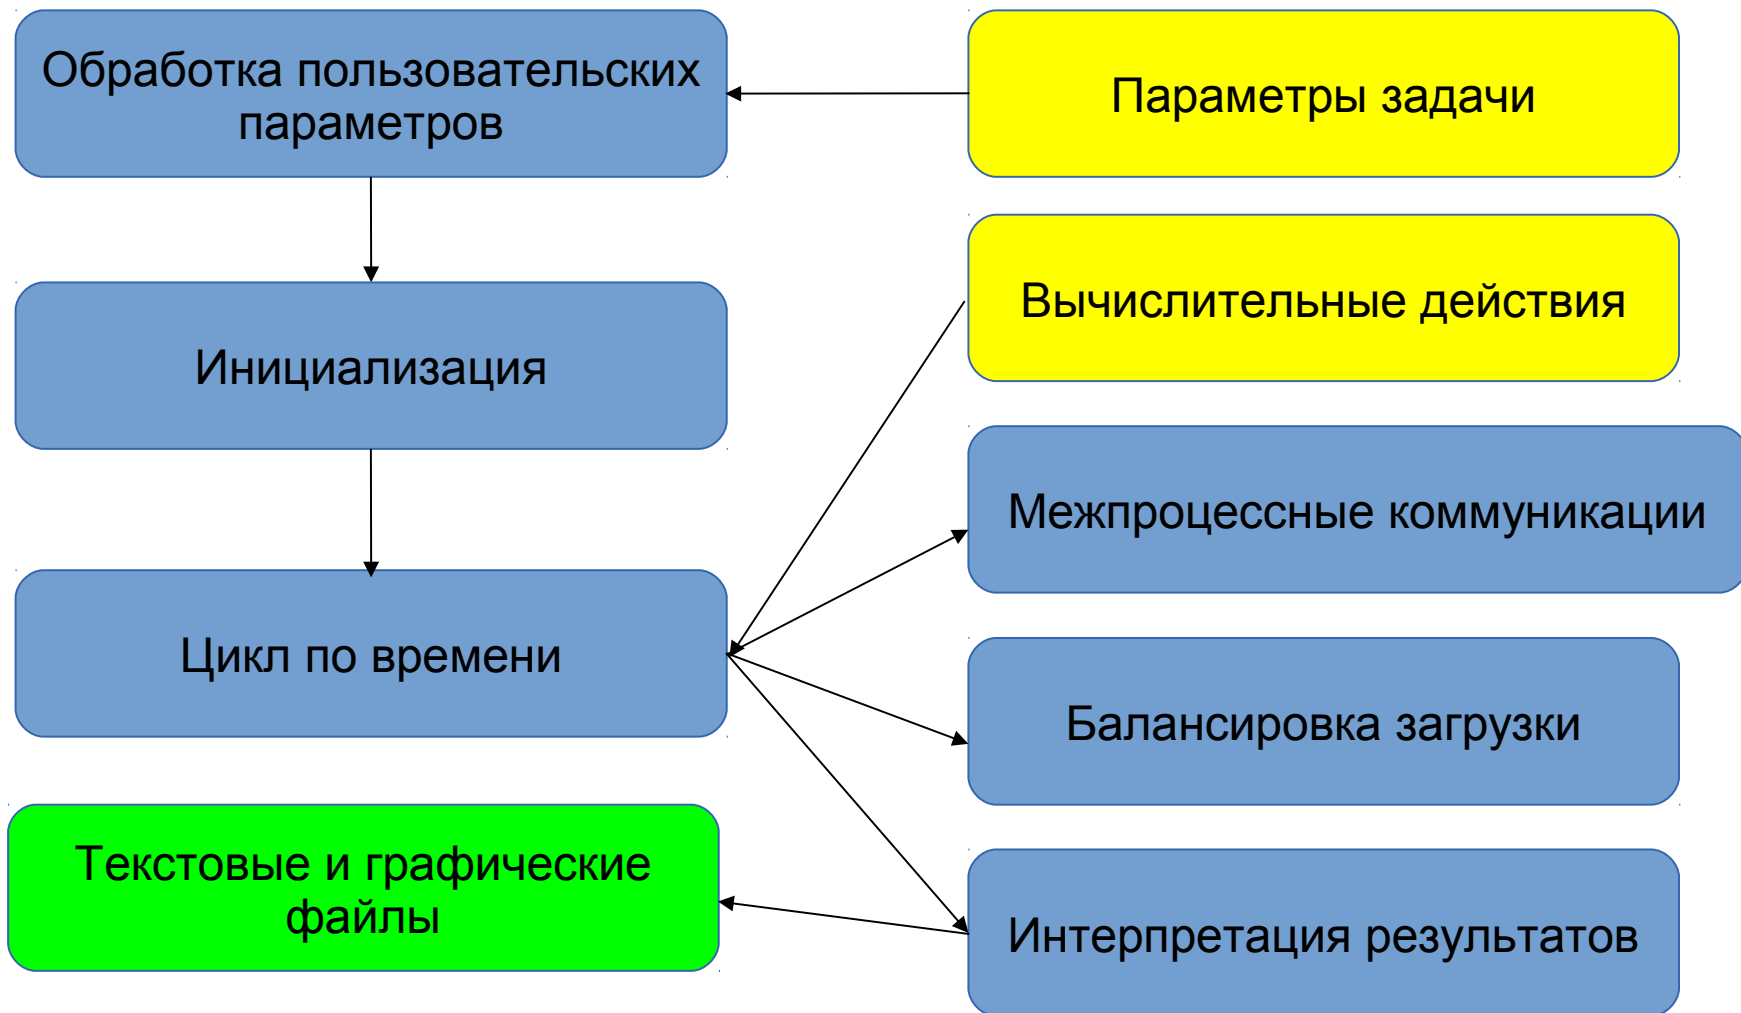 Обработка пользовательских
параметров
Параметры задачи
Вычислительные действия
Инициализация
Межпроцессные коммуникации
Цикл по времени
Балансировка загрузки
Текстовые и графические
файлы
Интерпретация результатов